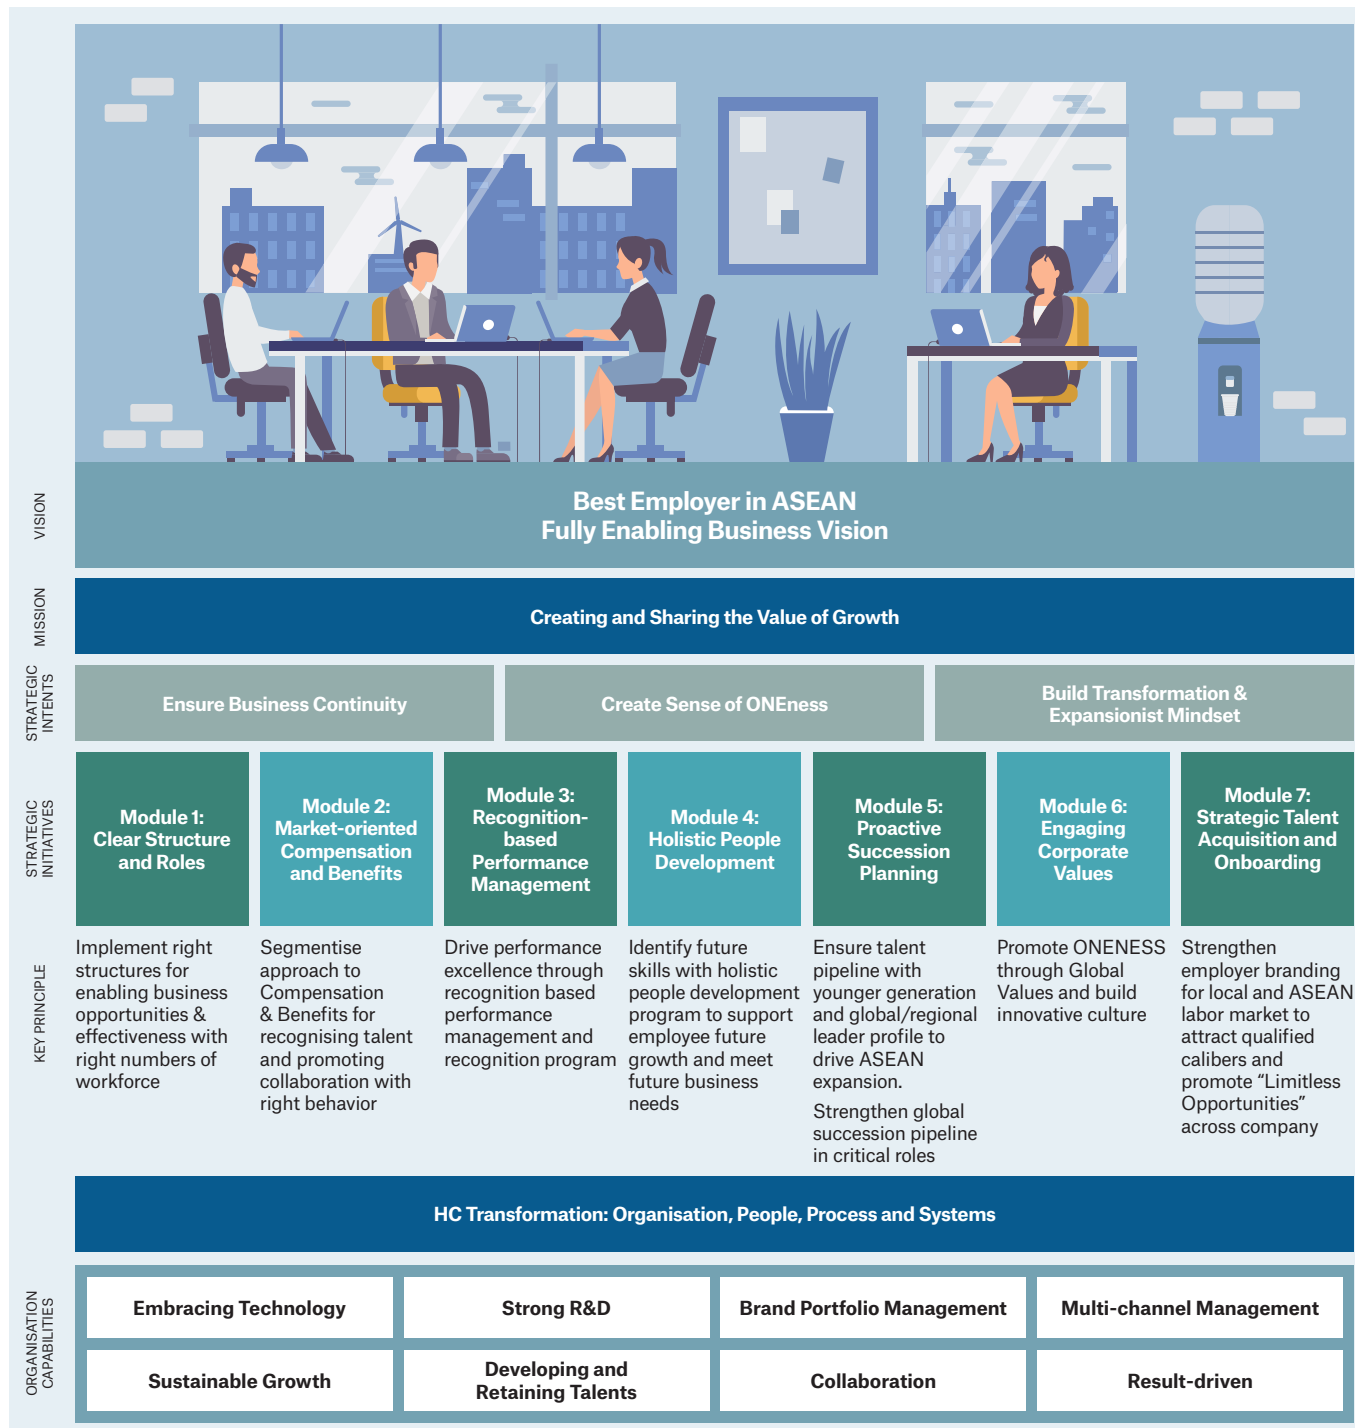 VISION
Best Employer in ASEAN
Fully Enabling Business Vision
MISSION
Creating and Sharing the Value of Growth
STRATEGIC
INTENTS
Ensure Business Continuity
Create Sense of ONEness
Build Transformation &
Expansionist Mindset
STRATEGIC
INITIATIVES
Module 1:
Clear Structure
and Roles
Module 2:
Market-oriented
Compensation
and Benefits
Module 3:
Recognition-
based
Performance
Management
Module 4:
Holistic People
Development
Module 5:
Proactive
Succession
Planning
Module 6:
Engaging
Corporate
Values
Module 7:
Strategic Talent
Acquisition and
Onboarding
KEY PRINCIPLE
Implement right
structures for
enabling business
opportunities &
effectiveness with
right numbers of
workforce
Segmentise
approach to
Compensation
& Benefits for
recognising talent
and promoting
collaboration with
right behavior
Drive performance
excellence through
recognition based
performance
management and
recognition program
Identify future
skills with holistic
people development
program to support
employee future
growth and meet
future business
needs
Ensure talent
pipeline with
younger generation
and global/regional
leader profile to
drive ASEAN
expansion.
Strengthen global
succession pipeline
in critical roles
Promote ONENESS
through Global
Values and build
innovative culture
Strengthen
employer branding
for local and ASEAN
labor market to
attract qualified
calibers and
promote “Limitless
Opportunities”
across company
HC Transformation: Organisation, People, Process and Systems
ORGANISATION
CAPABILITIES
Embracing Technology
Strong R&D
Brand Portfolio Management
Multi-channel Management
Sustainable Growth
Developing and
Retaining Talents
Collaboration
Result-driven